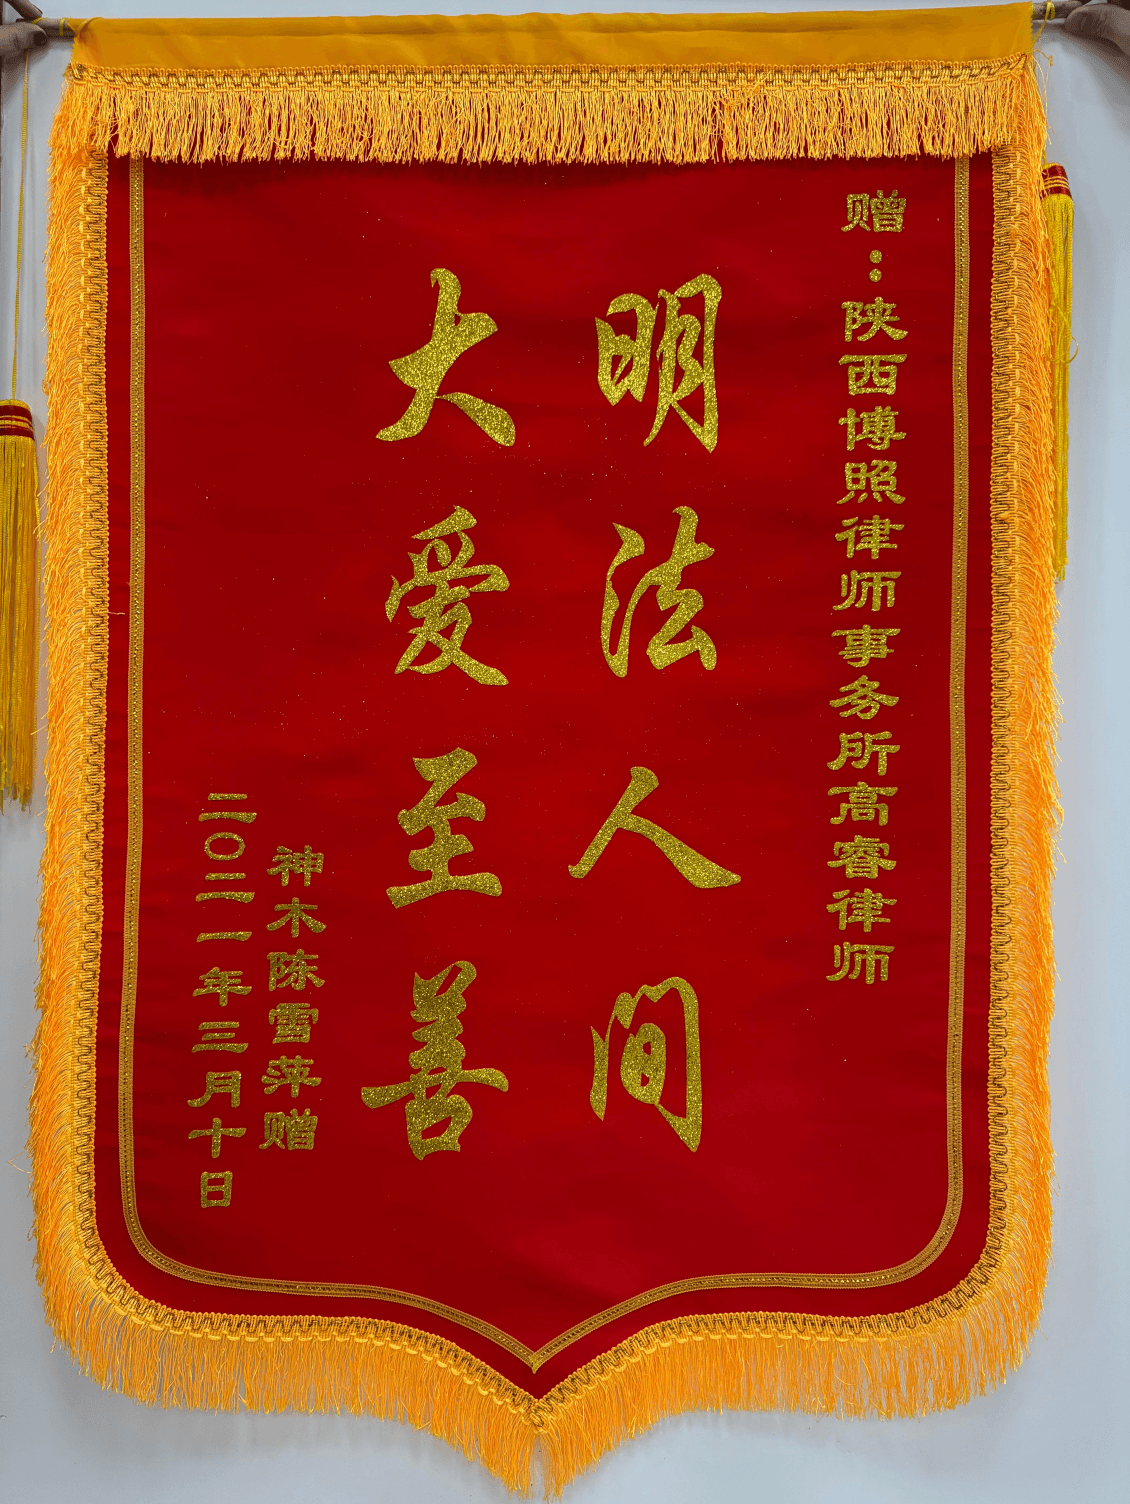 赠：陕西博照律师事务所高睿律师
明法人间
大爱至善
神木陈雪萍赠
二〇二一年三月十日